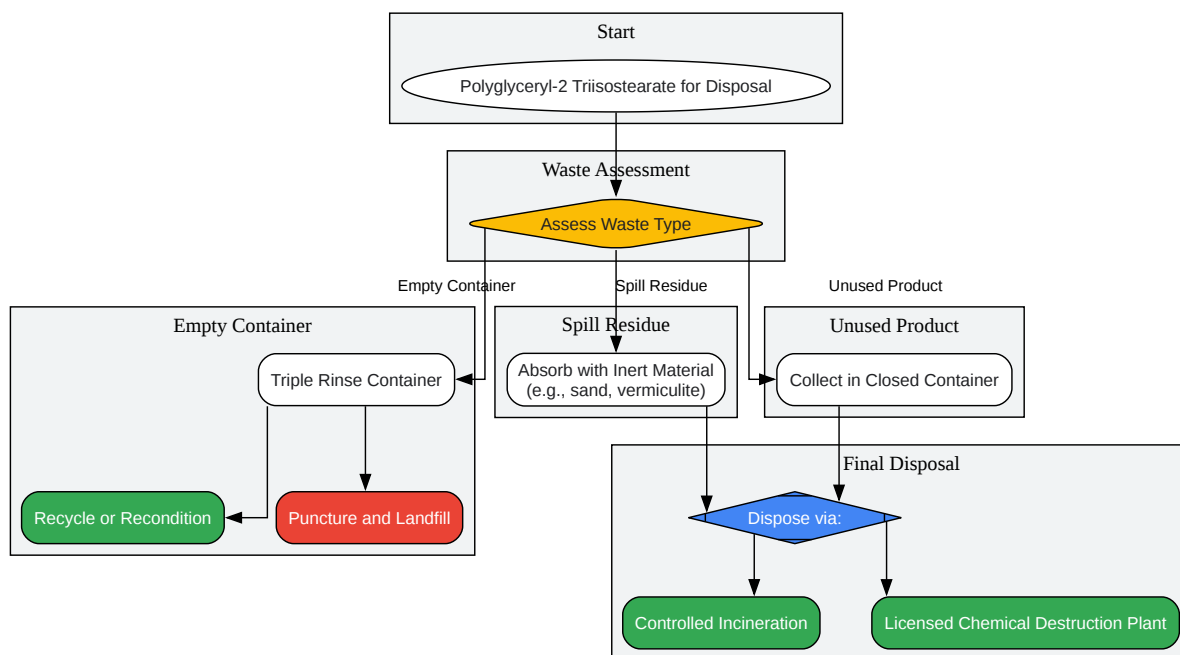 Start
Polyglyceryl-2 Triisostearate for Disposal
Waste Assessment
Assess Waste Type
Empty Container
Spill Residue
Unused Product
Empty Container
Spill Residue
Unused Product
Triple Rinse Container
Absorb with Inert Material
(e.g., sand, vermiculite)
Collect in Closed Container
Final Disposal
Recycle or Recondition
Puncture and Landfill
Dispose via:
Controlled Incineration
Licensed Chemical Destruction Plant